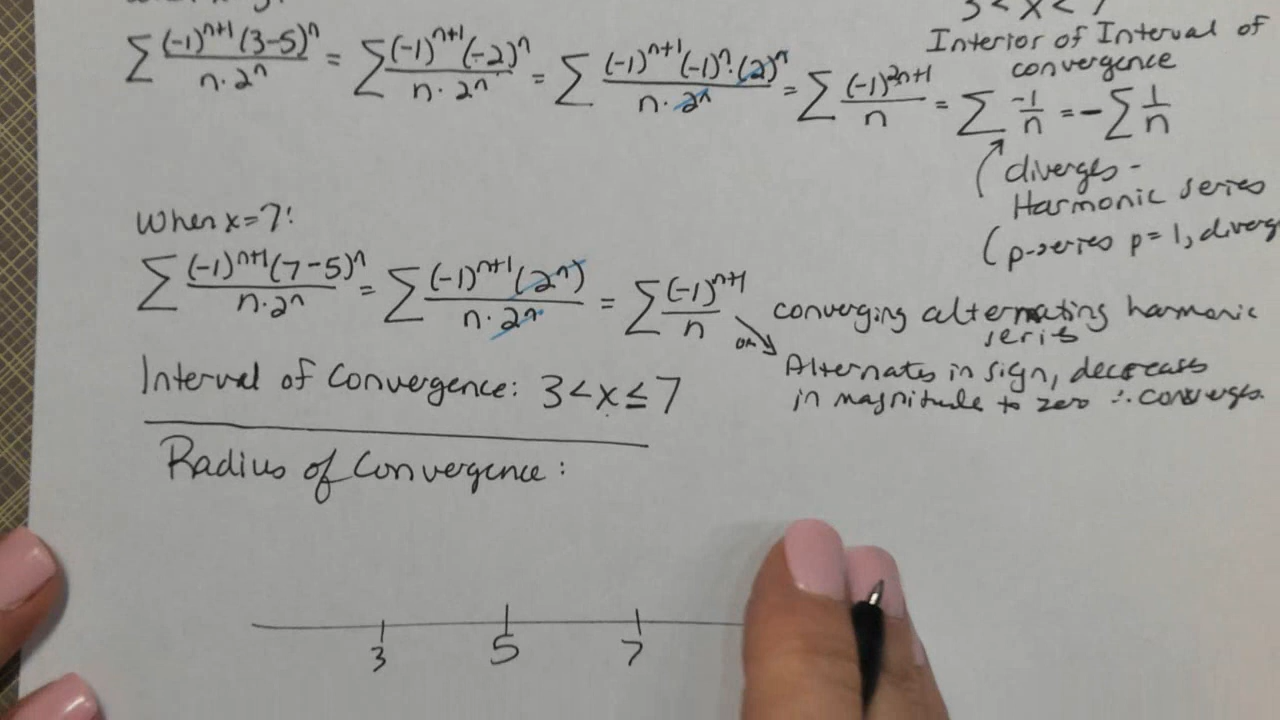 3 < x < 7
Interior of Interval of
convergence
∑ (-1)^{n+1} (3-5)^n / n·2^n = ∑ (-1)^{n+1} (-2)^n / n·2^n = ∑ (-1)^{n+1} (-1)^n · (2)^n / n·2^n = ∑ (-1)^{2n+1} / n = ∑ -1/n = -∑ 1/n
diverges -
Harmonic series
(p-series p=1, diverg
When x=7:
∑ (-1)^{n+1} (7-5)^n / n·2^n = ∑ (-1)^{n+1} (2^n) / n·2^n = ∑ (-1)^{n+1} / n
converging alternating harmonic
series
or
Alternates in sign, decreases
in magnitude to zero ∴ converges.
Interval of Convergence: 3 < x ≤ 7
Radius of Convergence:
3 5 7